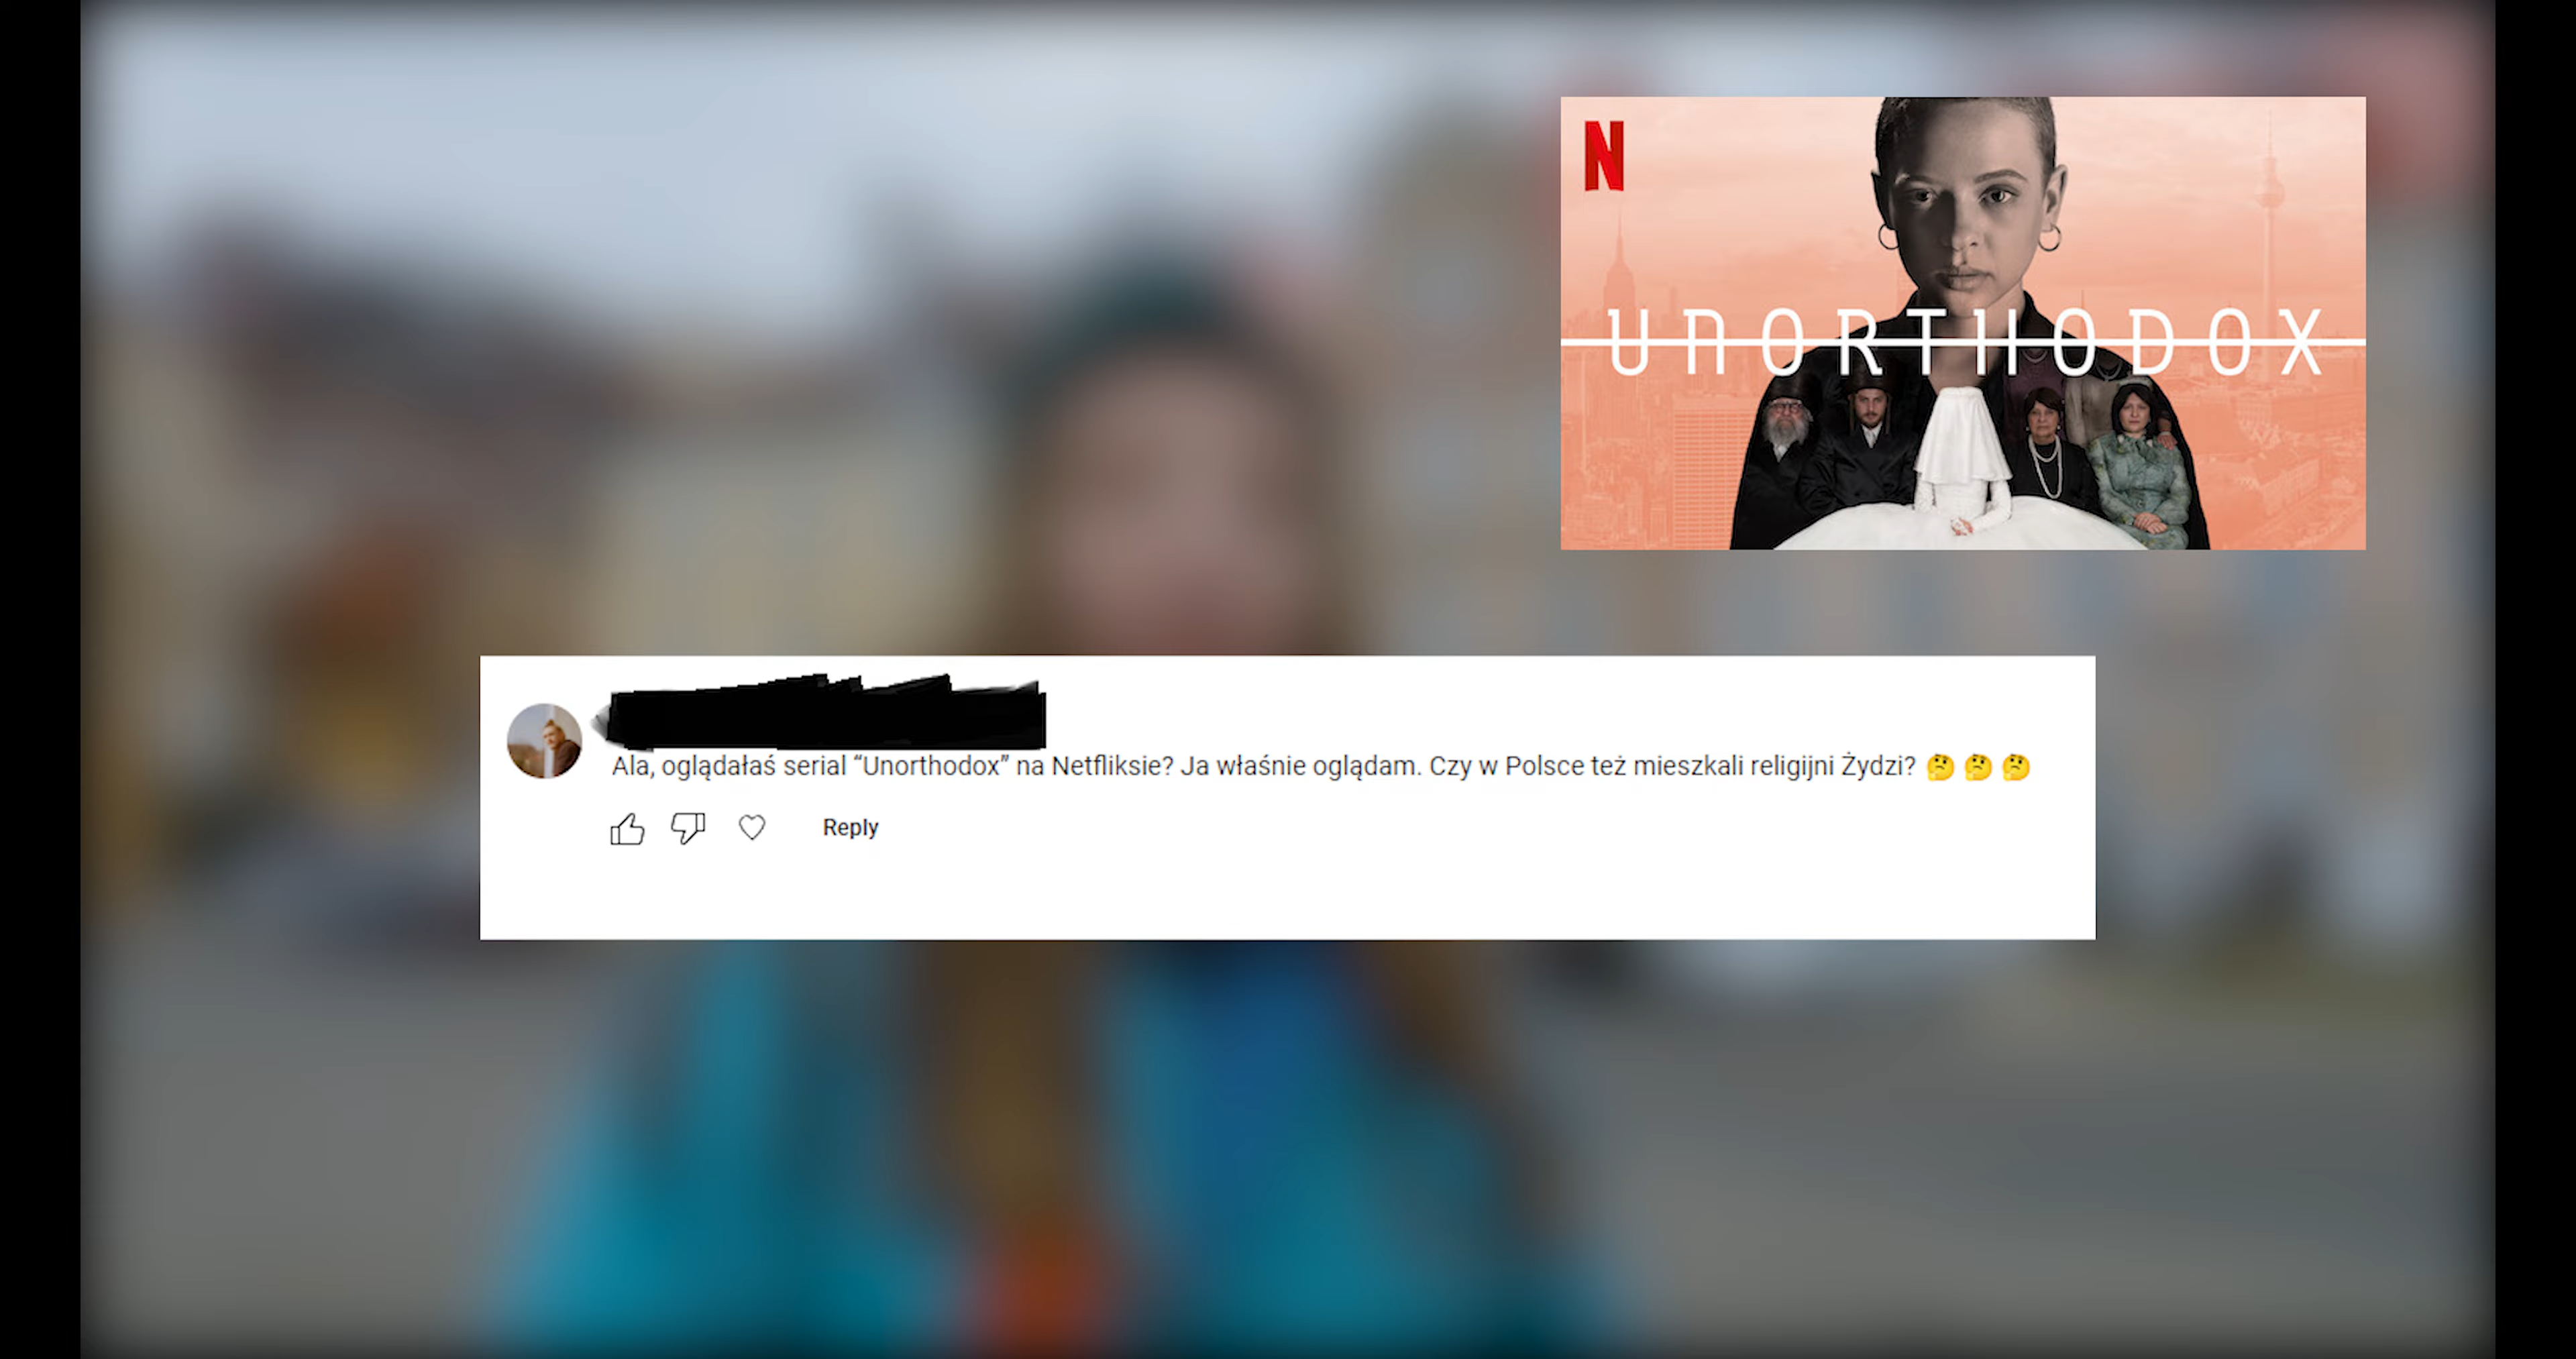 N
UNORTHODOX
Ala, oglądałaś serial “Unorthodox” na Netfliksie? Ja właśnie oglądam. Czy w Polsce też mieszkali religijni Żydzi? 🤔 🤔 🤔
Reply